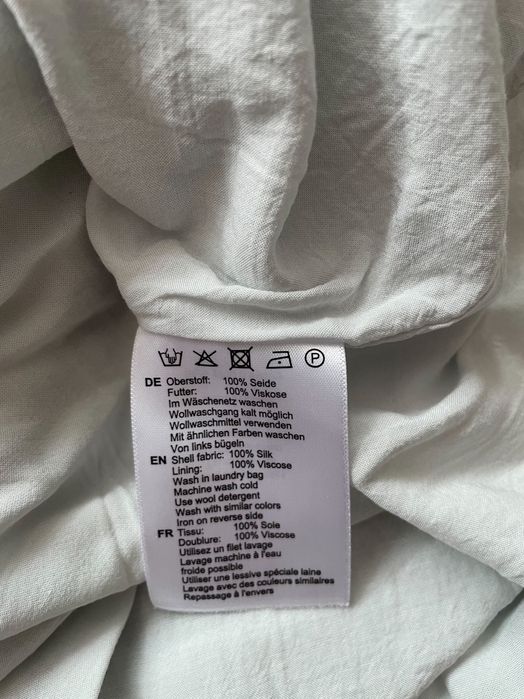 P
DE Oberstoff: 100% Seide
Futter: 100% Viskose
Im Wäschenetz waschen
Wollwaschgang kalt möglich
Wollwaschmittel verwenden
Mit ähnlichen Farben waschen
Von links bügeln
EN Shell fabric: 100% Silk
Lining: 100% Viscose
Wash in laundry bag
Machine wash cold
Use wool detergent
Wash with similar colors
Iron on reverse side
FR Tissu: 100% Soie
Doublure: 100% Viscose
Utilisez un filet lavage
Lavage machine à l'eau
froide possible
Utiliser une lessive spéciale laine
Lavage avec des couleurs similaires
Repassage à l'envers